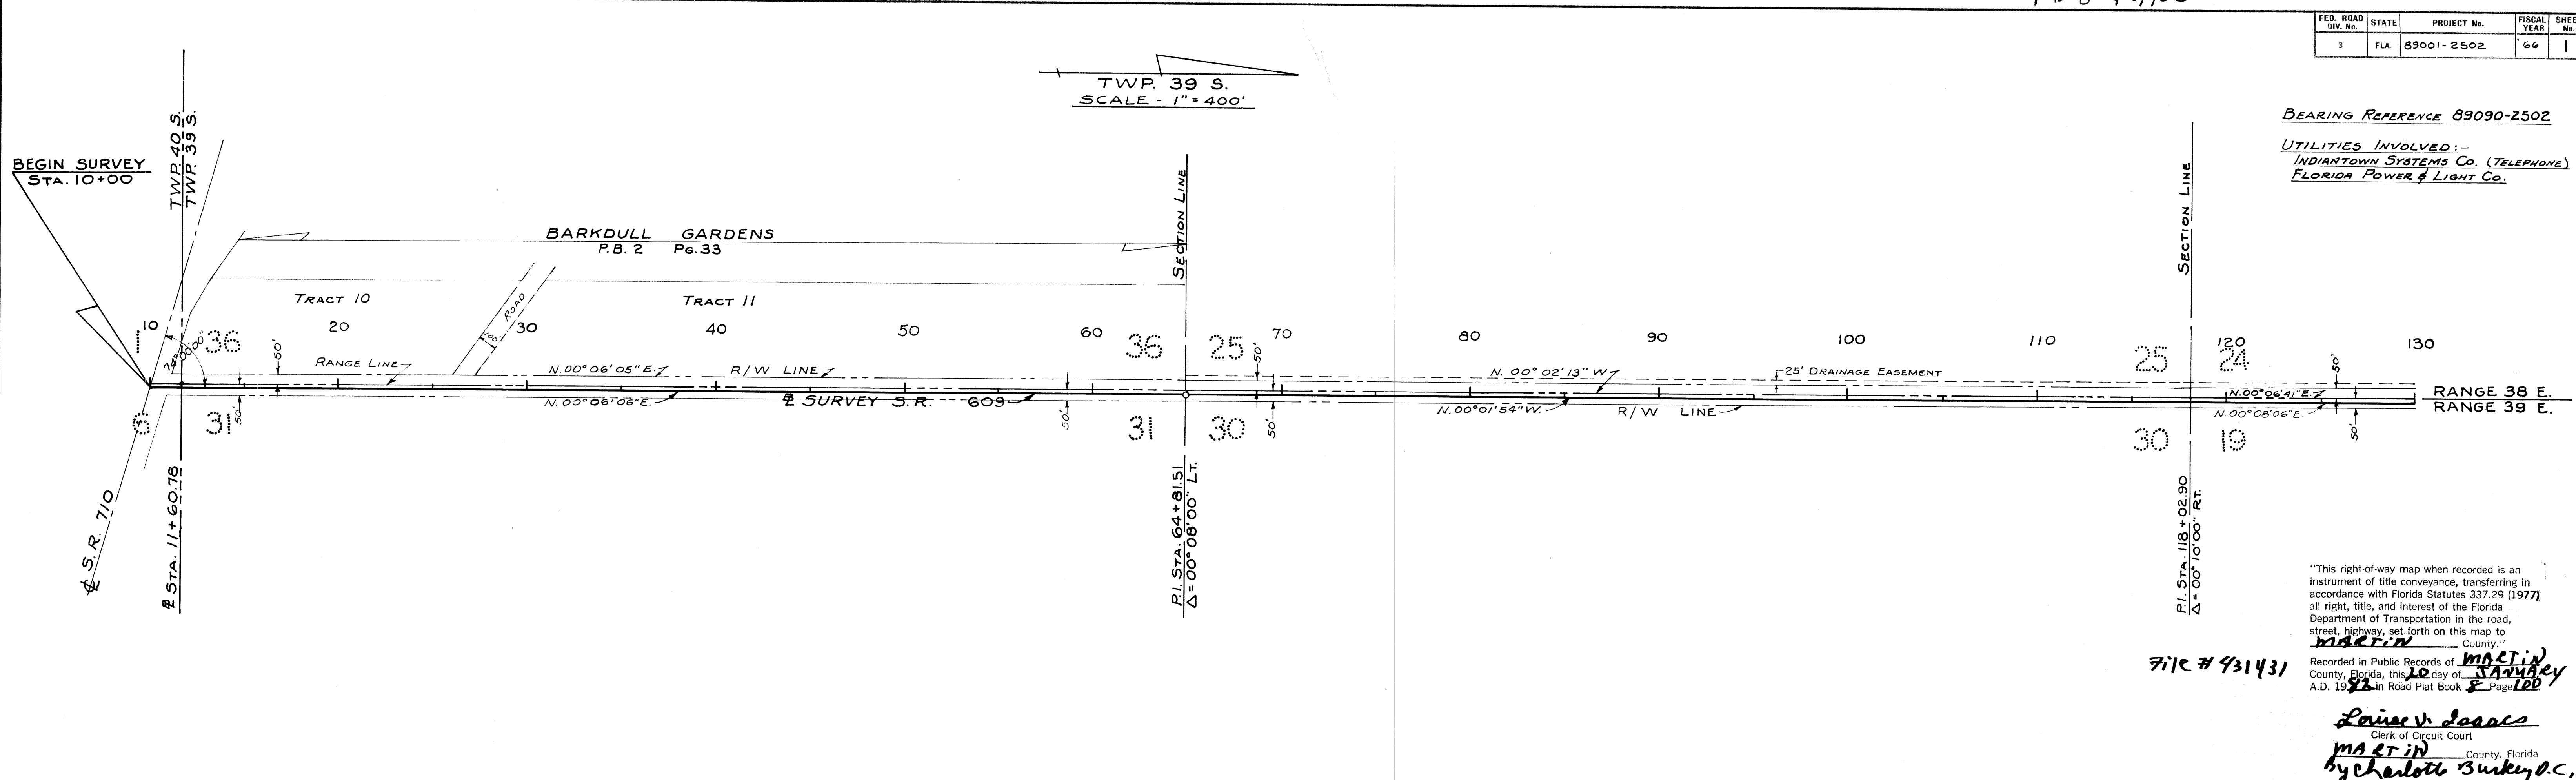 FED. ROAD DIV. No.
STATE
PROJECT No.
FISCAL YEAR
3
FLA.
89001-2502
'66
1
TWP. 39 S.
SCALE - 1" = 400'
BEARING REFERENCE 89090-2502
UTILITIES INVOLVED:-
INDIANTOWN SYSTEMS CO. (TELEPHONE)
FLORIDA POWER & LIGHT CO.
BEGIN SURVEY
STA. 10+00
TWP. 40 S.
TWP. 39 S.
BARKDULL GARDENS
P.B. 2 PG. 33
SECTION LINE
SECTION LINE
TRACT 10
ROAD
100'
TRACT 11
10 20 30 40 50 60 70 80 90 100 110 120 130
1 36 36 25 25 24
74°00'00"
50'
RANGE LINE
N. 00° 06' 05" E.
R/W LINE
50'
N. 00° 02' 13" W.
25' DRAINAGE EASEMENT
50'
N. 00° 06' 41" E.
RANGE 38 E.
RANGE 39 E.
N. 00° 06' 06" E.
℄ SURVEY S.R. 609
N. 00° 01' 54" W.
R/W LINE
N. 00° 08' 06" E.
6 31 31 30 30 19
50'
50'
50'
50'
℄ S.R. 710
℄ STA. 11+60.78
P.I. STA. 64+81.51
Δ = 00° 08' 00" LT.
P.I. STA. 118+02.90
Δ = 00° 10' 00" RT.
"This right-of-way map when recorded is an
instrument of title conveyance, transferring in
accordance with Florida Statutes 337.29 (1977)
all right, title, and interest of the Florida
Department of Transportation in the road,
street, highway, set forth on this map to
MARTIN County."
File # 431431
Recorded in Public Records of MARTIN
County, Florida, this 20 day of JANUARY
A.D. 1982 in Road Plat Book 8 Page 100.
Louise V. Isaacs
Clerk of Circuit Court
MARTIN County, Florida
By Charlotte Burkey D.C.